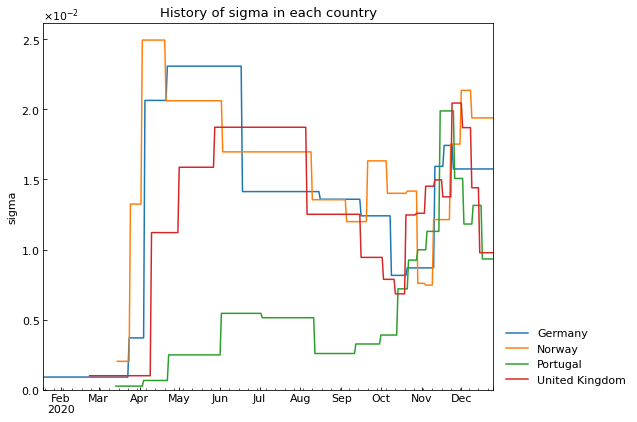 History of sigma in each country
×10⁻²
2.5
2.0
1.5
1.0
0.5
0.0
sigma
Feb Mar Apr May Jun Jul Aug Sep Oct Nov Dec
2020
Germany
Norway
Portugal
United Kingdom